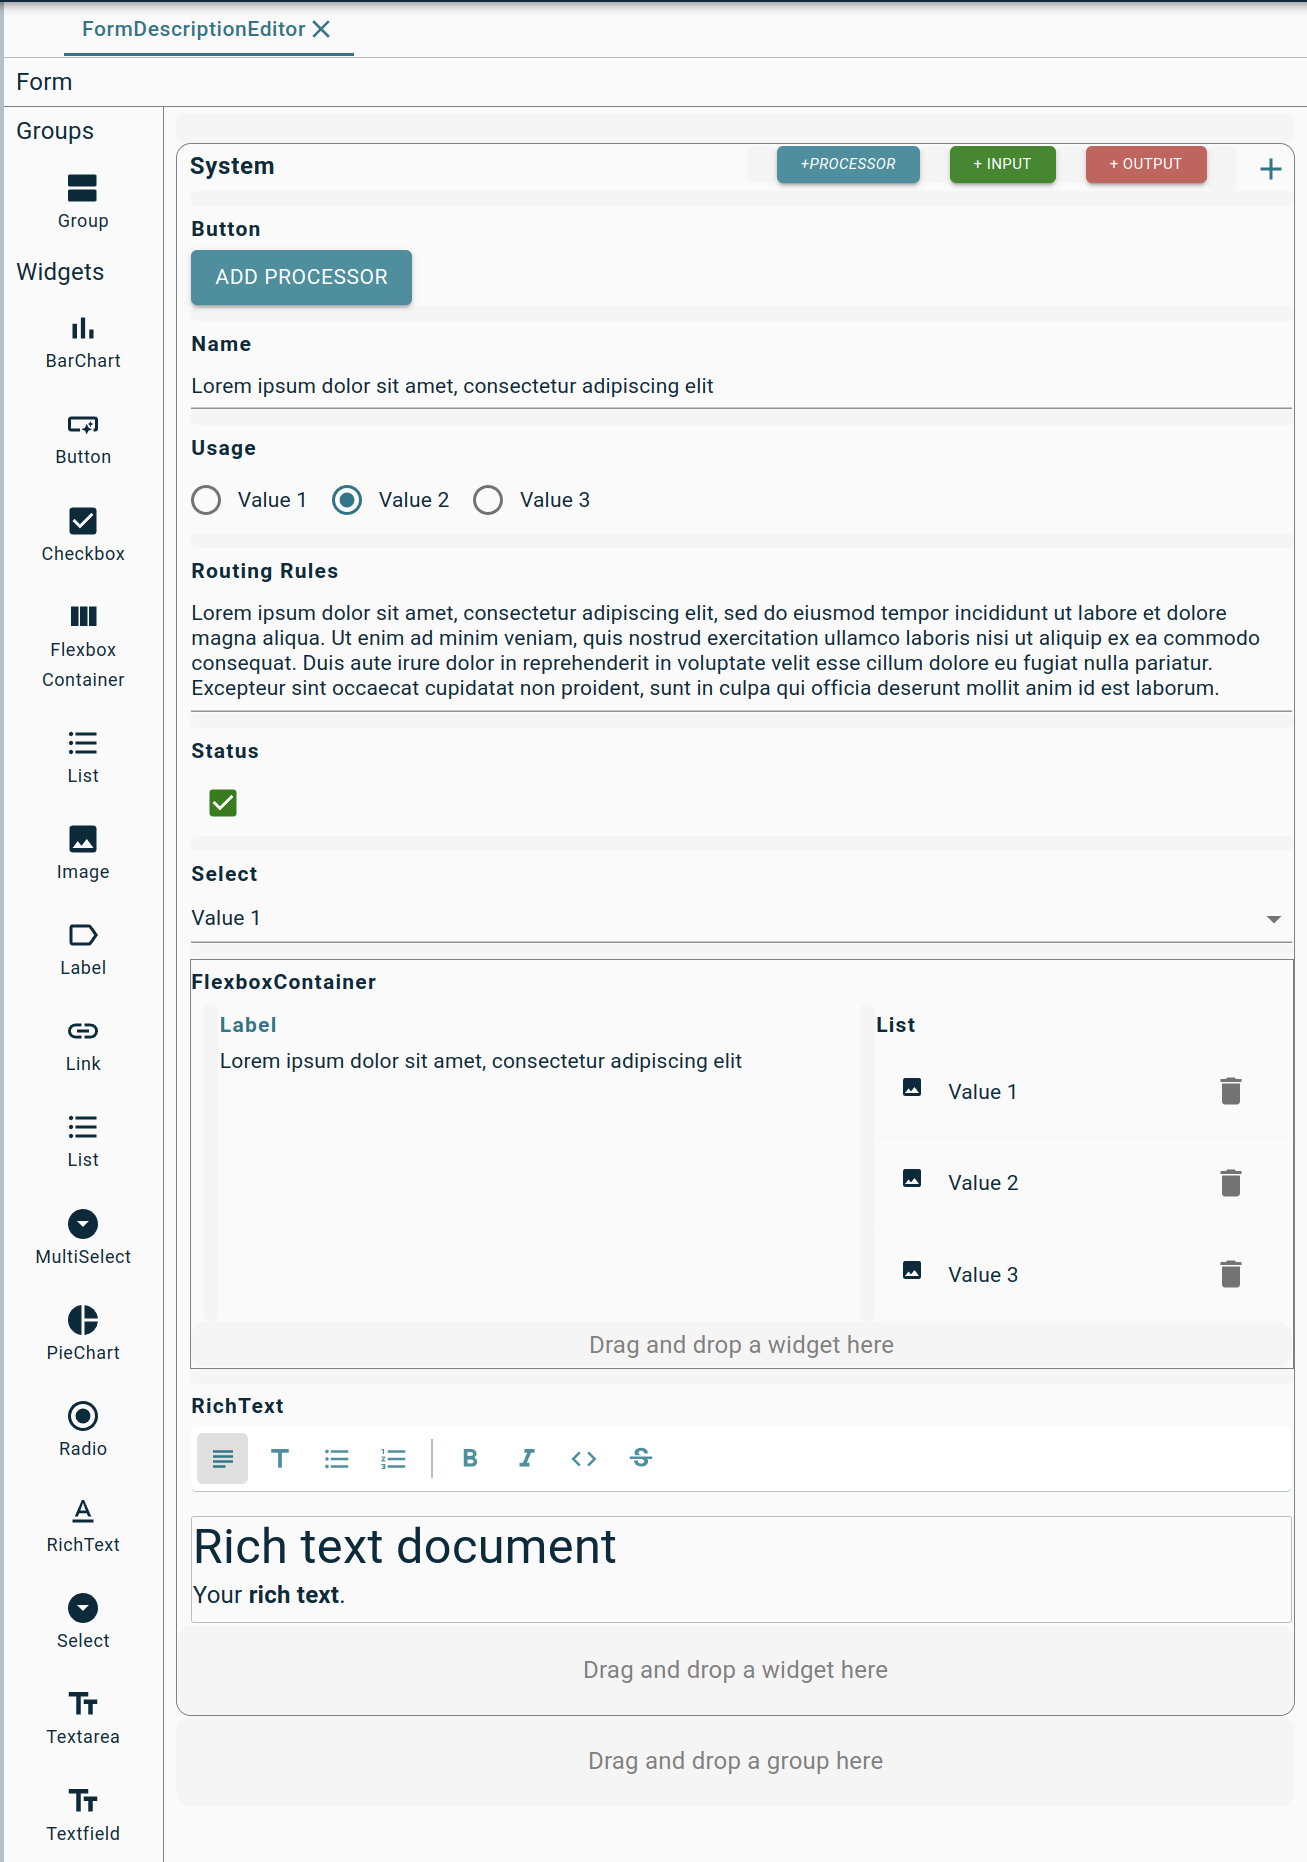 FormDescriptionEditor
Form
Groups
Group
Widgets
BarChart
Button
Checkbox
Flexbox
Container
List
Image
Label
Link
List
MultiSelect
PieChart
Radio
RichText
Select
Textarea
Textfield
System
+PROCESSOR
+ INPUT
+ OUTPUT
Button
ADD PROCESSOR
Name
Lorem ipsum dolor sit amet, consectetur adipiscing elit
Usage
Value 1 Value 2 Value 3
Routing Rules
Lorem ipsum dolor sit amet, consectetur adipiscing elit, sed do eiusmod tempor incididunt ut labore et dolore
magna aliqua. Ut enim ad minim veniam, quis nostrud exercitation ullamco laboris nisi ut aliquip ex ea commodo
consequat. Duis aute irure dolor in reprehenderit in voluptate velit esse cillum dolore eu fugiat nulla pariatur.
Excepteur sint occaecat cupidatat non proident, sunt in culpa qui officia deserunt mollit anim id est laborum.
Status
Select
Value 1
FlexboxContainer
Label
Lorem ipsum dolor sit amet, consectetur adipiscing elit
List
Value 1
Value 2
Value 3
Drag and drop a widget here
RichText
Rich text document
Your rich text.
Drag and drop a widget here
Drag and drop a group here